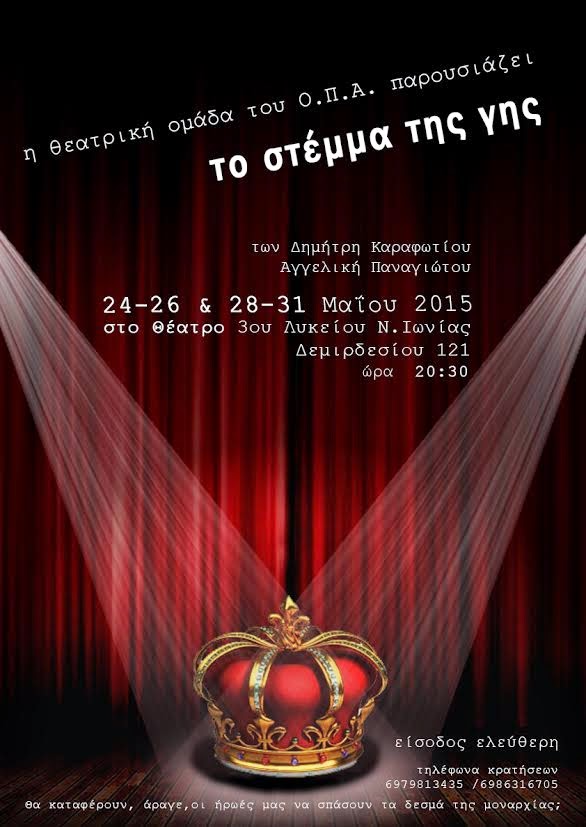 η θεατρική ομάδα του Ο.Π.Α. παρουσιάζει
το στέμμα της γης
των Δημήτρη Καραφωτίου
Αγγελική Παναγιώτου
24-26 & 28-31 Μαΐου 2015
στο Θέατρο 3ου Λυκείου Ν.Ιωνίας
Δεμιρδεσίου 121
ώρα 20:30
είσοδος ελεύθερη
τηλέφωνα κρατήσεων
6979813435 /6986316705
θα καταφέρουν, άραγε,οι ήρωές μας να σπάσουν τα δεσμά της μοναρχίας;